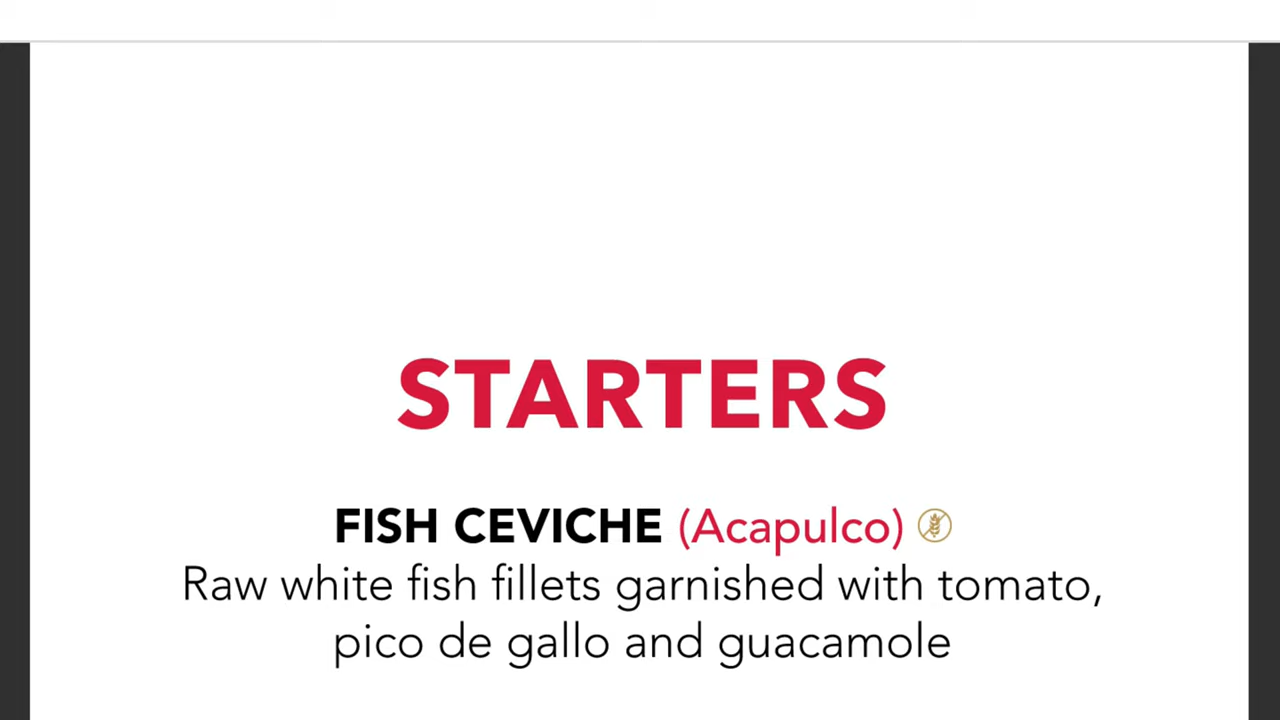 STARTERS
FISH CEVICHE (Acapulco)
Raw white fish fillets garnished with tomato,
pico de gallo and guacamole